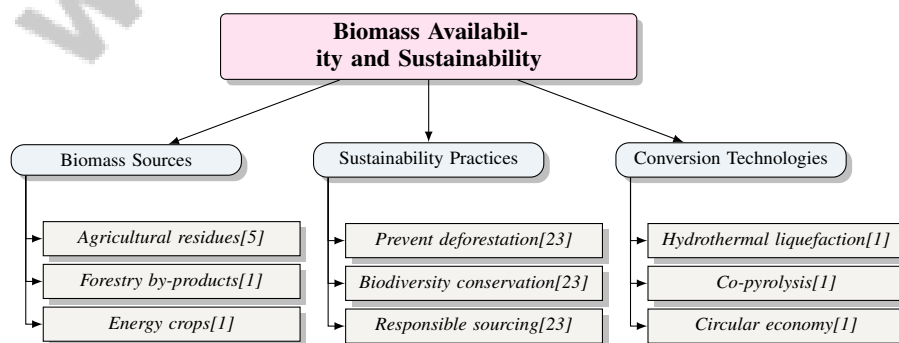 Biomass Availabil-
ity and Sustainability
Biomass Sources
Sustainability Practices
Conversion Technologies
Agricultural residues[5]
Prevent deforestation[23]
Hydrothermal liquefaction[1]
Forestry by-products[1]
Biodiversity conservation[23]
Co-pyrolysis[1]
Energy crops[1]
Responsible sourcing[23]
Circular economy[1]